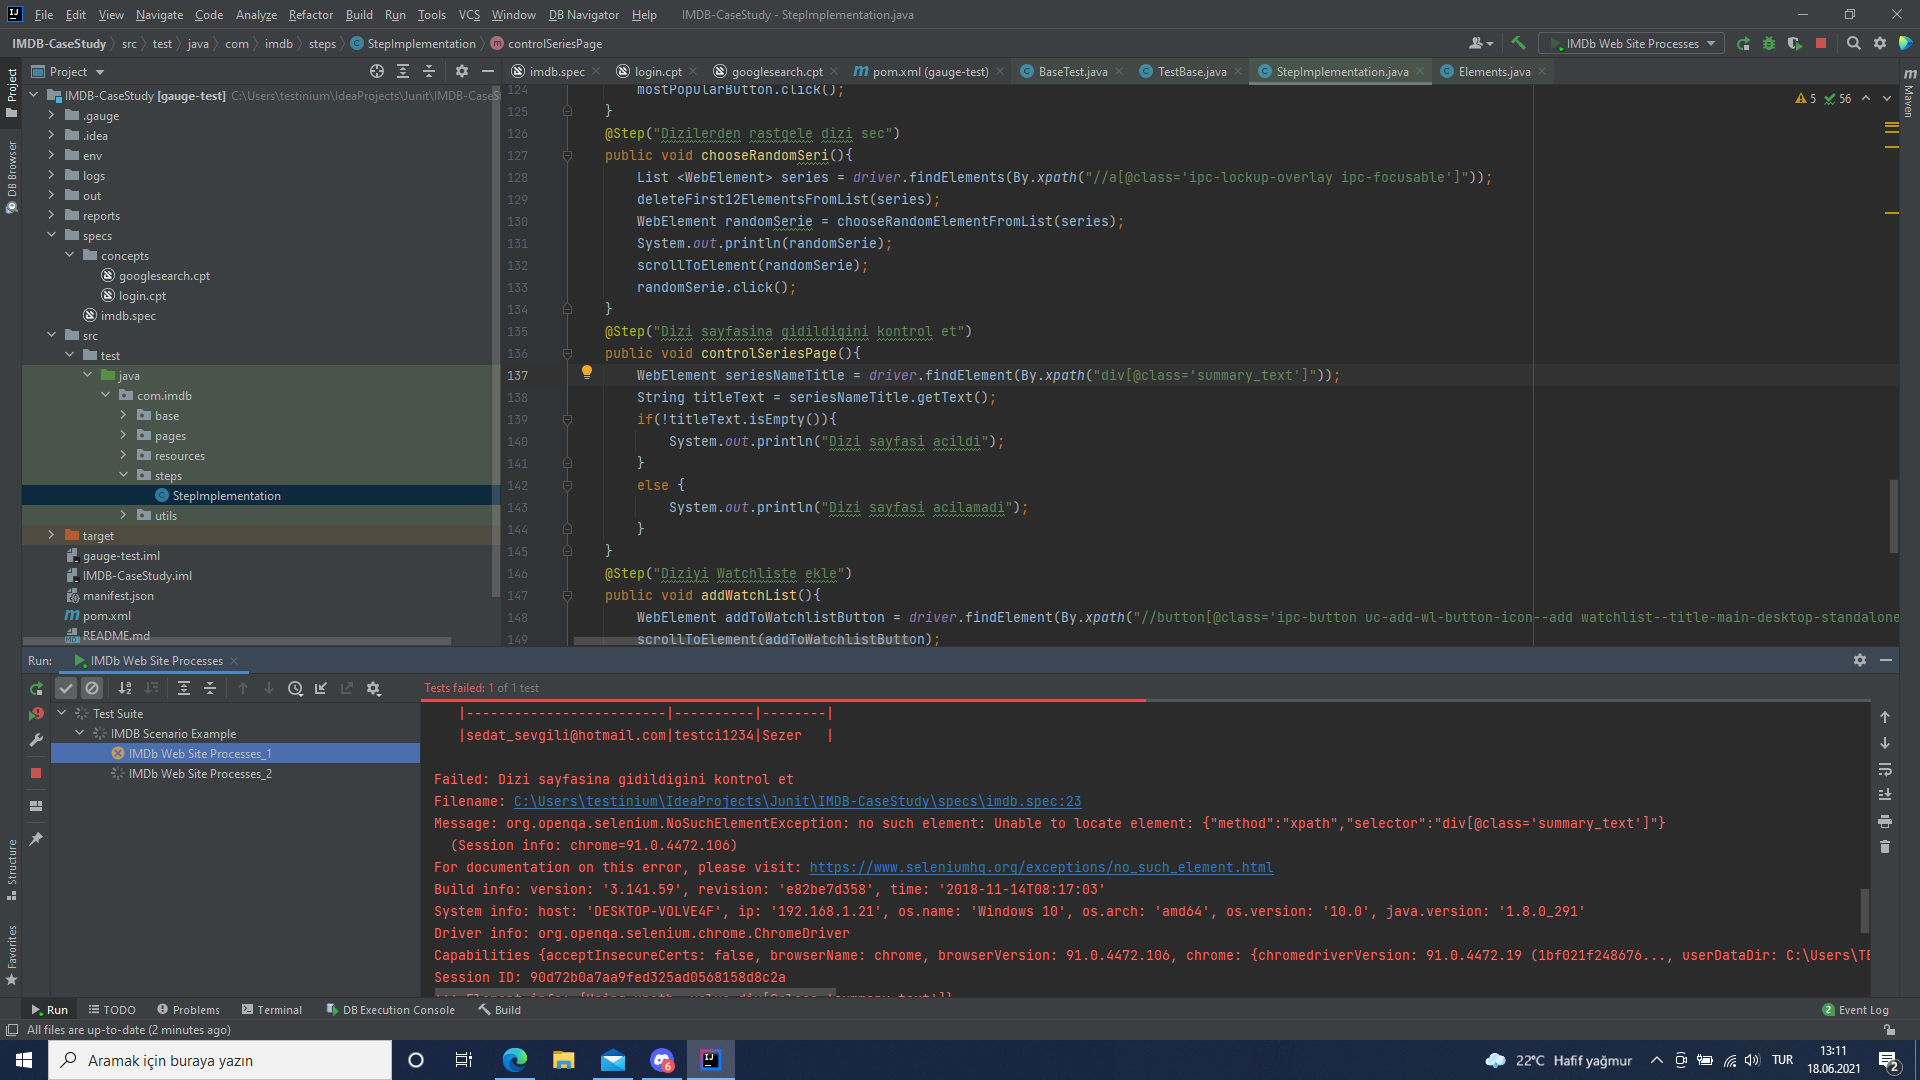 File Edit View Navigate Code Analyze Refactor Build Run Tools VCS Window DB Navigator Help IMDB-CaseStudy - StepImplementation.java
IMDB-CaseStudy src test java com imdb steps StepImplementation controlSeriesPage IMDb Web Site Processes
Project
imdb.spec login.cpt googlesearch.cpt pom.xml (gauge-test) BaseTest.java TestBase.java StepImplementation.java Elements.java
Project
DB Browser
Structure
Favorites
Maven
IMDB-CaseStudy [gauge-test] C:\Users\testinium\IdeaProjects\Junit\IMDB-CaseS
.gauge
.idea
env
logs
out
reports
specs
concepts
googlesearch.cpt
login.cpt
imdb.spec
src
test
java
com.imdb
base
pages
resources
steps
StepImplementation
utils
target
gauge-test.iml
IMDB-CaseStudy.iml
manifest.json
pom.xml
README.md
5 56
124 mostPopularButton.click();
125 }
126 @Step("Dizilerden rastgele dizi sec")
127 public void chooseRandomSeri(){
128 List <WebElement> series = driver.findElements(By.xpath("//a[@class='ipc-lockup-overlay ipc-focusable']"));
129 deleteFirst12ElementsFromList(series);
130 WebElement randomSerie = chooseRandomElementFromList(series);
131 System.out.println(randomSerie);
132 scrollToElement(randomSerie);
133 randomSerie.click();
134 }
135 @Step("Dizi sayfasina gidildigini kontrol et")
136 public void controlSeriesPage(){
137 WebElement seriesNameTitle = driver.findElement(By.xpath("div[@class='summary_text']"));
138 String titleText = seriesNameTitle.getText();
139 if(!titleText.isEmpty()){
140 System.out.println("Dizi sayfasi acildi");
141 }
142 else {
143 System.out.println("Dizi sayfasi acilamadi");
144 }
145 }
146 @Step("Diziyi Watchliste ekle")
147 public void addWatchList(){
148 WebElement addToWatchlistButton = driver.findElement(By.xpath("//button[@class='ipc-button uc-add-wl-button-icon--add watchlist--title-main-desktop-standalone
149 scrollToElement(addToWatchlistButton);
Run: IMDb Web Site Processes
Tests failed: 1 of 1 test
Test Suite
IMDB Scenario Example
IMDb Web Site Processes_1
IMDb Web Site Processes_2
|-------------------------|----------|--------|
|sedat_sevgili@hotmail.com|testci1234|Sezer |
Failed: Dizi sayfasina gidildigini kontrol et
Filename: C:\Users\testinium\IdeaProjects\Junit\IMDB-CaseStudy\specs\imdb.spec:23
Message: org.openqa.selenium.NoSuchElementException: no such element: Unable to locate element: {"method":"xpath","selector":"div[@class='summary_text']"}
(Session info: chrome=91.0.4472.106)
For documentation on this error, please visit: https://www.seleniumhq.org/exceptions/no_such_element.html
Build info: version: '3.141.59', revision: 'e82be7d358', time: '2018-11-14T08:17:03'
System info: host: 'DESKTOP-VOLVE4F', ip: '192.168.1.21', os.name: 'Windows 10', os.arch: 'amd64', os.version: '10.0', java.version: '1.8.0_291'
Driver info: org.openqa.selenium.chrome.ChromeDriver
Capabilities {acceptInsecureCerts: false, browserName: chrome, browserVersion: 91.0.4472.106, chrome: {chromedriverVersion: 91.0.4472.19 (1bf021f248676..., userDataDir: C:\Users\TE
Session ID: 90d72b0a7aa9fed325ad0568158d8c2a
Run TODO Problems Terminal DB Execution Console Build 2 Event Log
All files are up-to-date (2 minutes ago)
Aramak için buraya yazın
6
22°C Hafif yağmur
TUR
13:11
18.06.2021
2